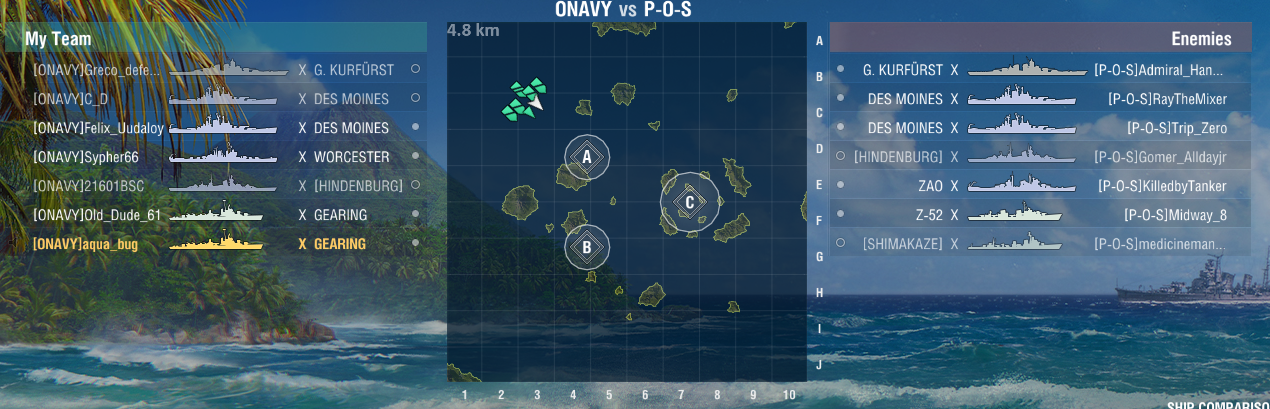 ONAVY vs P-O-S
My Team
4.8 km
Enemies
[ONAVY]Greco_defe... X G. KURFÜRST
[ONAVY]C_D X DES MOINES
[ONAVY]Felix_Uudaloy X DES MOINES
[ONAVY]Sypher66 X WORCESTER
[ONAVY]21601BSC X [HINDENBURG]
[ONAVY]Old_Dude_61 X GEARING
[ONAVY]aqua_bug X GEARING
A
B
C
A
B
C
D
E
F
G
H
I
J
1 2 3 4 5 6 7 8 9 10
G. KURFÜRST X [P-O-S]Admiral_Han...
DES MOINES X [P-O-S]RayTheMixer
DES MOINES X [P-O-S]Trip_Zero
[HINDENBURG] X [P-O-S]Gomer_Alldayjr
ZAO X [P-O-S]KilledbyTanker
Z-52 X [P-O-S]Midway_8
[SHIMAKAZE] X [P-O-S]medicineman...
SHIP COMPARISO